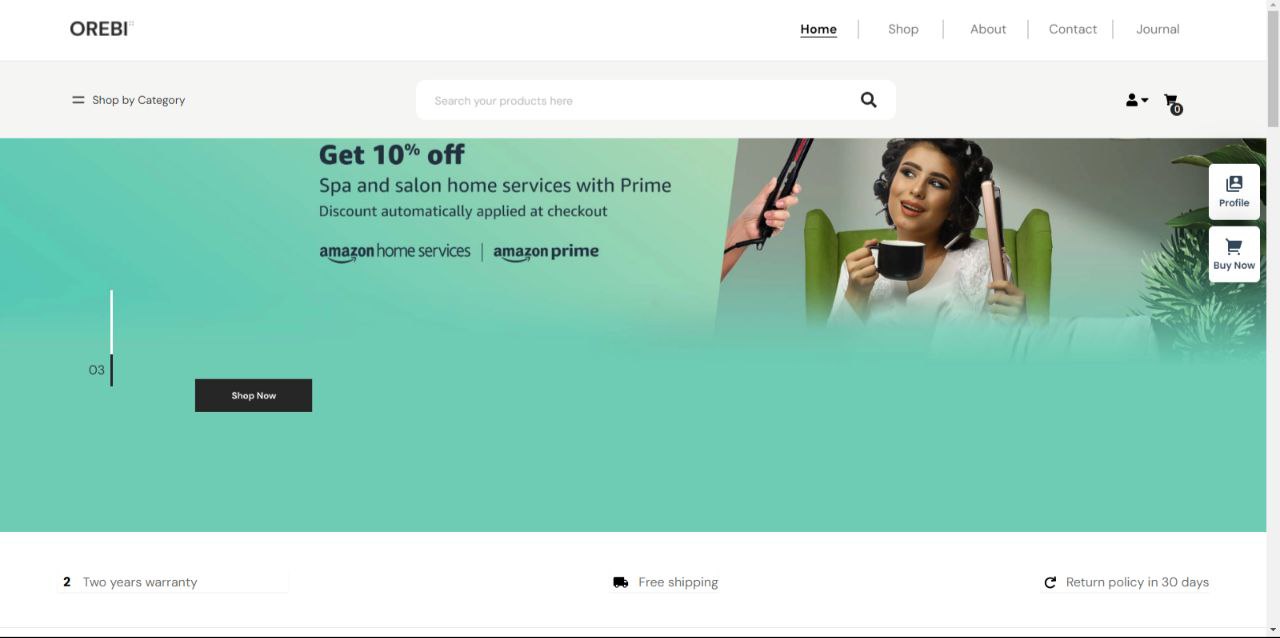 OREBI
Home
Shop
About
Contact
Journal
Shop by Category
Search your products here
0
Get 10% off
Spa and salon home services with Prime
Discount automatically applied at checkout
amazon home services | amazon prime
Profile
Buy Now
03
Shop Now
2 Two years warranty
Free shipping
Return policy in 30 days